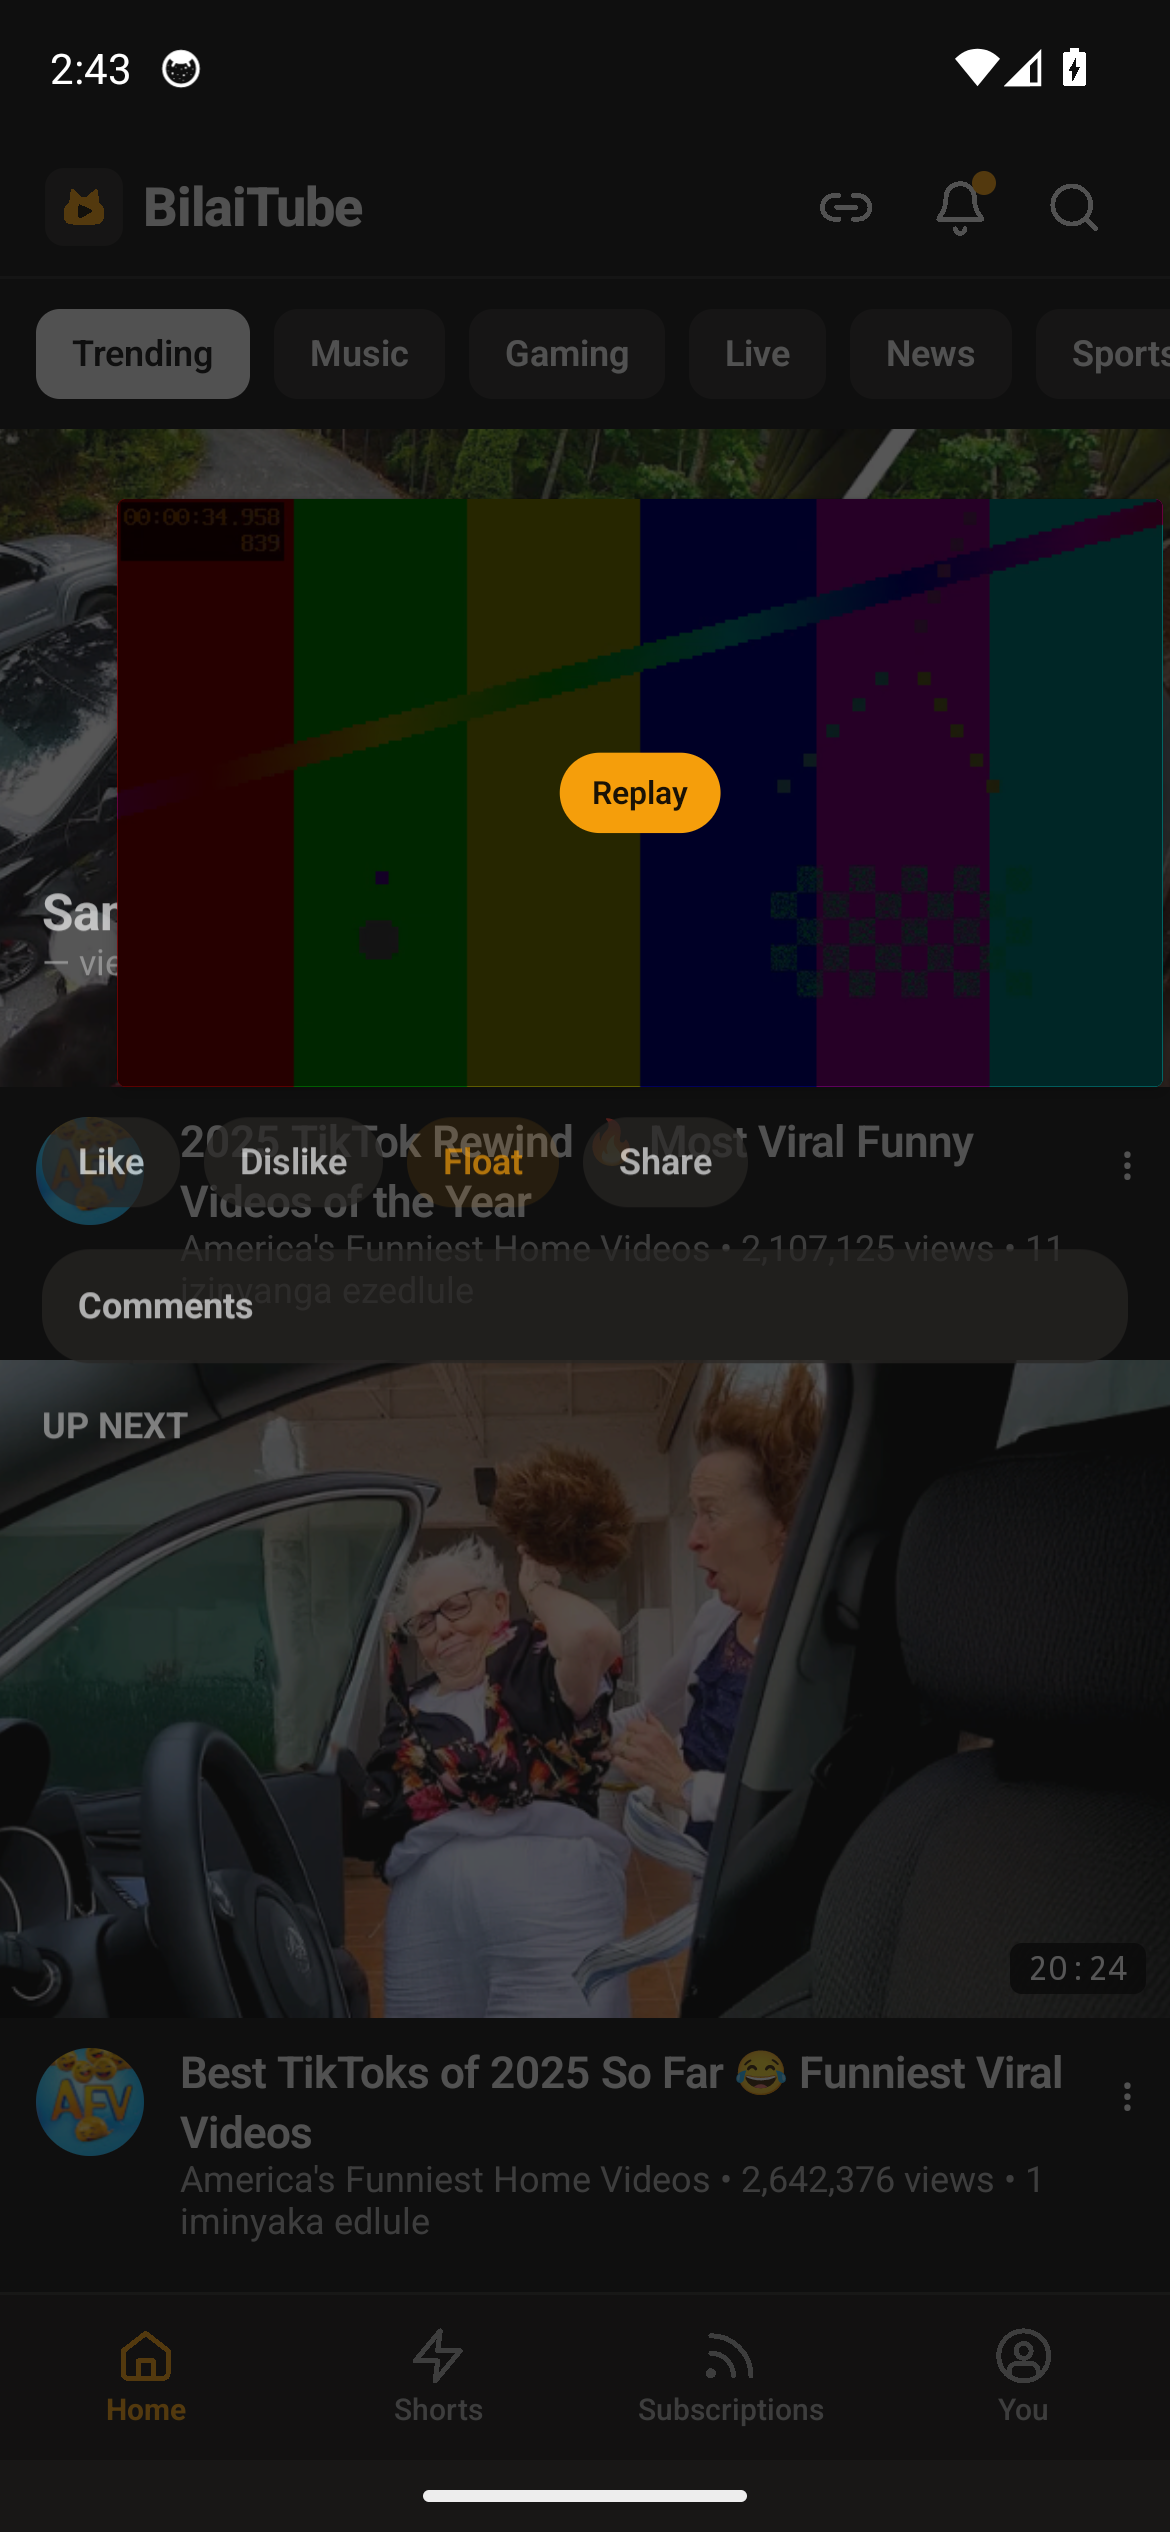 2:43
BilaiTube
Trending
Music
Gaming
Live
News
Sports
00:00:34.958
839
Replay
— vie
2025 TikTok Rewind 🔥 Most Viral Funny
Videos of the Year
America's Funniest Home Videos • 2,107,125 views • 11
izinyanga ezedlule
Like
Dislike
Float
Share
Comments
UP NEXT
20:24
AFV
Best TikToks of 2025 So Far 😂 Funniest Viral
Videos
America's Funniest Home Videos • 2,642,376 views • 1
iminyaka edlule
Home
Shorts
Subscriptions
You